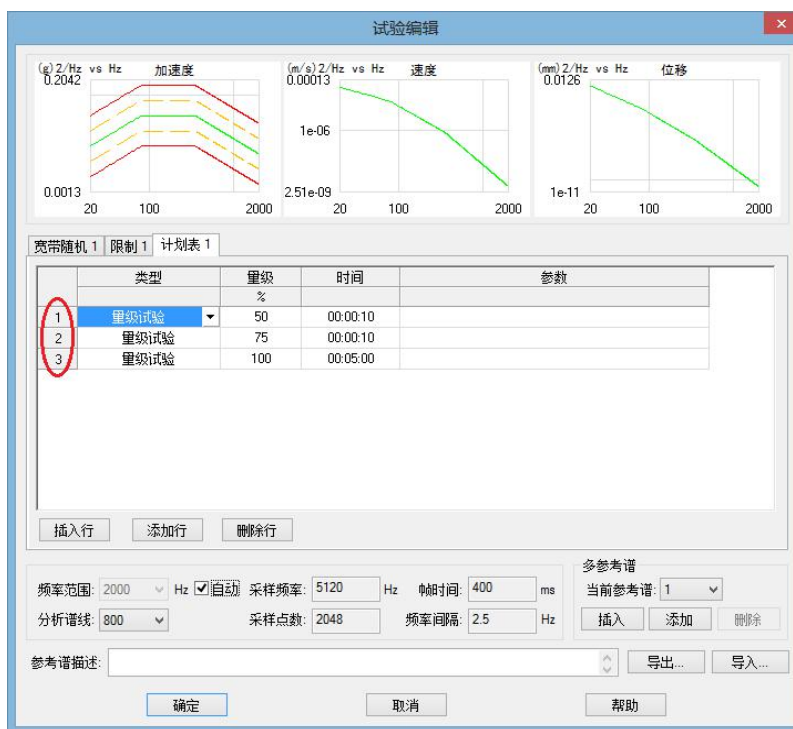 试验编辑
(g)2/Hz vs Hz 加速度 (m/s)2/Hz vs Hz 速度 (mm)2/Hz vs Hz 位移
0.2042 0.00013 0.0126
1e-06
0.0013 2.51e-09 1e-11
20 100 2000 20 100 2000 20 100 2000
宽带随机 1 限制 1 计划表 1
类型 量级 时间 参数
%
1 量级试验 50 00:00:10
2 量级试验 75 00:00:10
3 量级试验 100 00:05:00
插入行 添加行 删除行
多参考谱
频率范围: 2000 Hz 自动 采样频率: 5120 Hz 帧时间: 400 ms 当前参考谱: 1
分析谱线: 800 采样点数: 2048 频率间隔: 2.5 Hz 插入 添加 删除
参考谱描述: 导出... 导入...
确定 取消 帮助